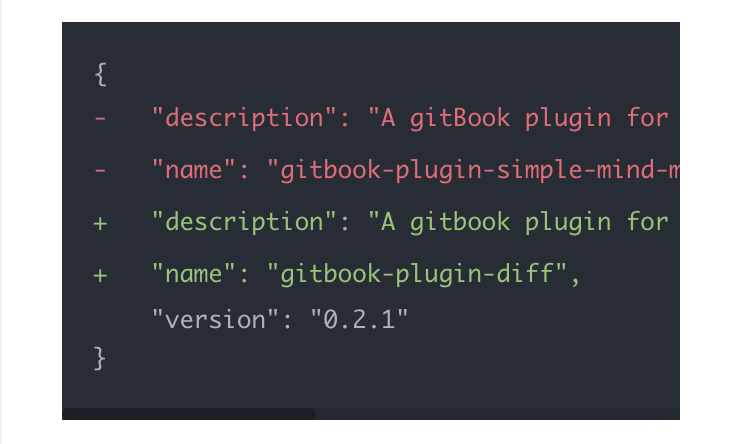 {
-   "description": "A gitBook plugin for
-   "name": "gitbook-plugin-simple-mind-m
+   "description": "A gitbook plugin for
+   "name": "gitbook-plugin-diff",
    "version": "0.2.1"
}